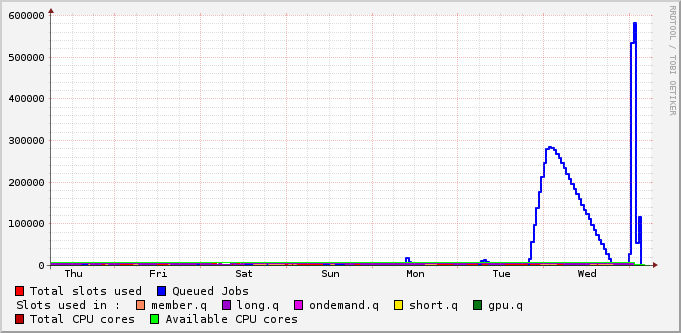 600000
500000
400000
300000
200000
100000
0
Thu Fri Sat Sun Mon Tue Wed
Total slots used Queued Jobs
Slots used in : member.q long.q ondemand.q short.q gpu.q
Total CPU cores Available CPU cores
RRDTOOL / TOBI OETIKER